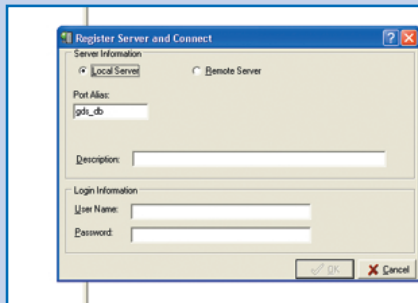 Register Server and Connect
Server Information
Local Server Remote Server
Port Alias:
gds_db
Description:
Login Information
User Name:
Password:
OK Cancel